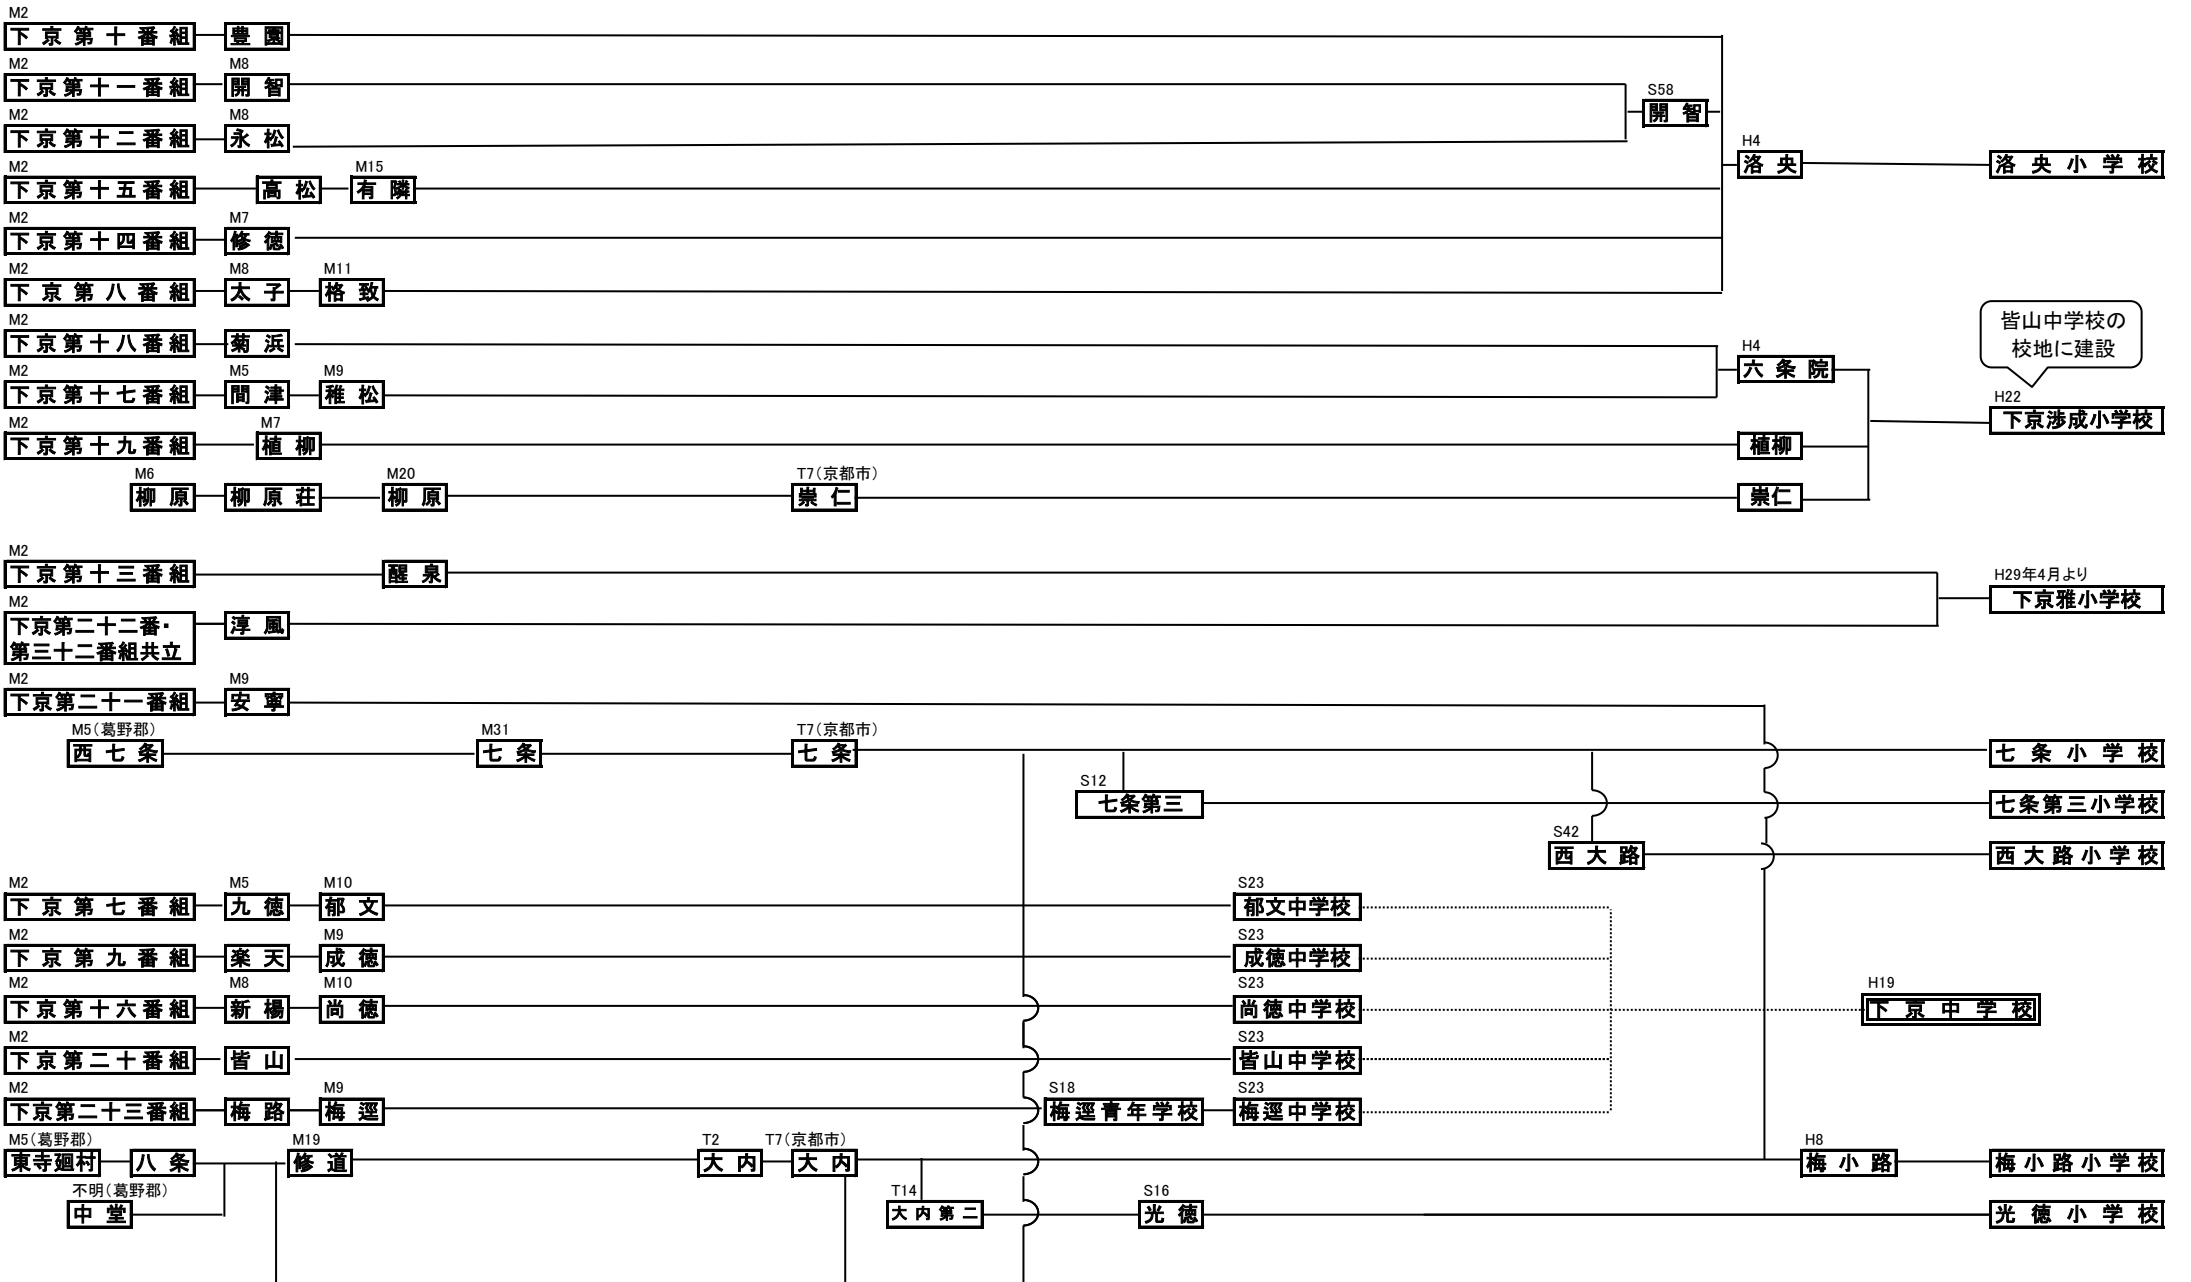 M2
下京第十番組 豊園
M2 M8
下京第十一番組 開智
S58
開智
M2 M8
下京第十二番組 永松
H4
洛央 洛央小学校
M2 M15
下京第十五番組 高松 有隣
M2 M7
下京第十四番組 修徳
M2 M8 M11
下京第八番組 太子 格致
皆山中学校の
校地に建設
M2
下京第十八番組 菊浜
H4
六条院
M2 M5 M9
下京第十七番組 間津 稚松
H22
下京渉成小学校
M2 M7
下京第十九番組 植柳 植柳
M6 M20 T7(京都市)
柳原 柳原荘 柳原 崇仁 崇仁
M2
下京第十三番組 醒泉
H29年4月より
下京雅小学校
M2
下京第二十二番・
第三十二番組共立
淳風
M2 M9
下京第二十一番組 安寧
M5(葛野郡) M31 T7(京都市)
西七条 七条 七条 七条小学校
S12
七条第三 七条第三小学校
S42
西大路 西大路小学校
M2 M5 M10 S23
下京第七番組 九徳 郁文 郁文中学校
M2 M9 S23
下京第九番組 楽天 成徳 成徳中学校
M2 M8 M10 S23 H19
下京第十六番組 新楊 尚徳 尚徳中学校 下京中学校
M2 S23
下京第二十番組 皆山 皆山中学校
M2 M9 S18 S23
下京第二十三番組 梅路 梅逕 梅逕青年学校 梅逕中学校
M5(葛野郡) M19 T2 T7(京都市) H8
東寺廻村 八条 修道 大内 大内 梅小路 梅小路小学校
不明(葛野郡) T14 S16
中堂 大内第二 光徳 光徳小学校